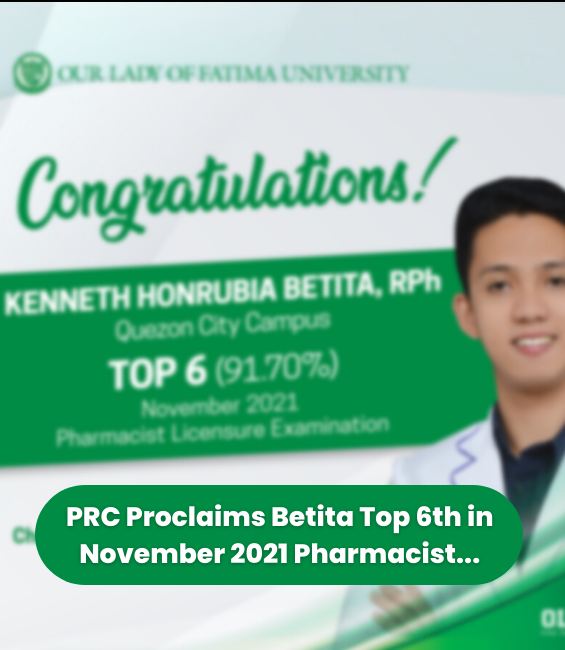 OUR LADY OF FATIMA UNIVERSITY
Congratulations!
KENNETH HONRUBIA BETITA, RPh
Quezon City Campus
TOP 6 (91.70%)
November 2021
Pharmacist Licensure Examination
PRC Proclaims Betita Top 6th in
November 2021 Pharmacist...